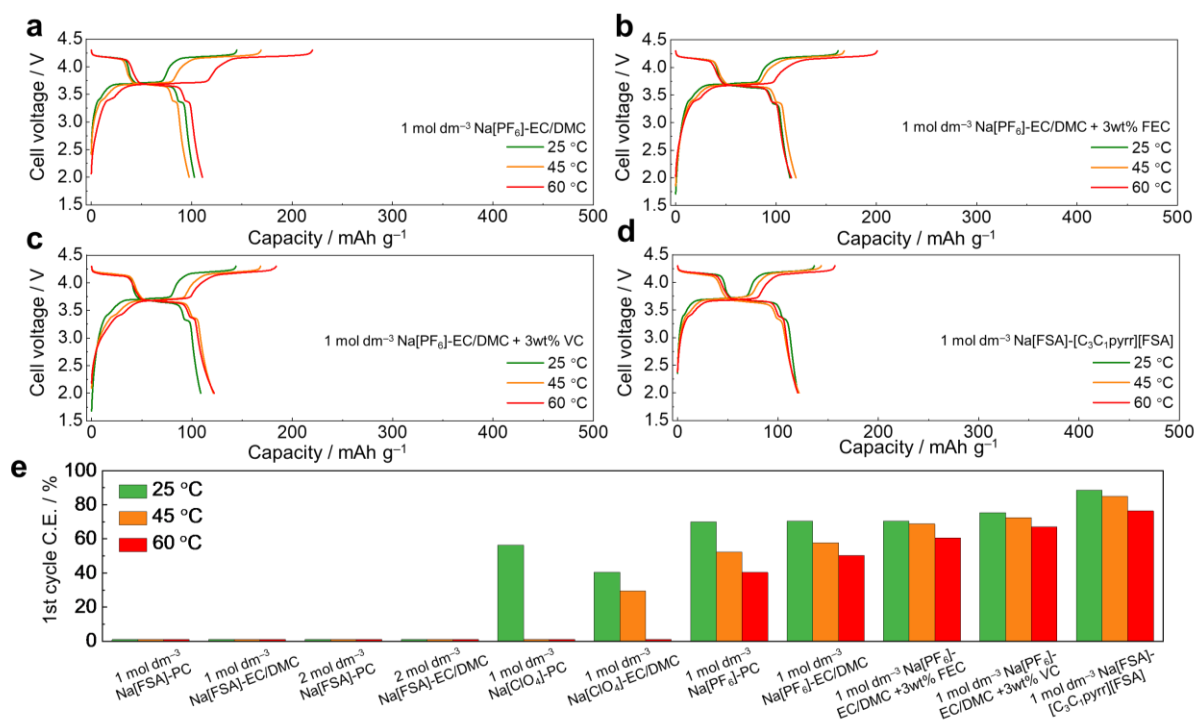 a
4.5
4.0
3.5
3.0
2.5
2.0
1.5
Cell voltage / V
1 mol dm⁻³ Na[PF₆]-EC/DMC
25 °C
45 °C
60 °C
0
100
200
300
400
500
Capacity / mAh g⁻¹
b
4.5
4.0
3.5
3.0
2.5
2.0
1.5
Cell voltage / V
1 mol dm⁻³ Na[PF₆]-EC/DMC + 3wt% FEC
25 °C
45 °C
60 °C
0
100
200
300
400
500
Capacity / mAh g⁻¹
c
4.5
4.0
3.5
3.0
2.5
2.0
1.5
Cell voltage / V
1 mol dm⁻³ Na[PF₆]-EC/DMC + 3wt% VC
25 °C
45 °C
60 °C
0
100
200
300
400
500
Capacity / mAh g⁻¹
d
4.5
4.0
3.5
3.0
2.5
2.0
1.5
Cell voltage / V
1 mol dm⁻³ Na[FSA]-[C₃C₁pyrr][FSA]
25 °C
45 °C
60 °C
0
100
200
300
400
500
Capacity / mAh g⁻¹
e
100
80
60
40
20
0
1st cycle C.E. / %
25 °C
45 °C
60 °C
1 mol dm⁻³
Na[FSA]-PC
1 mol dm⁻³
Na[FSA]-EC/DMC
2 mol dm⁻³
Na[FSA]-PC
2 mol dm⁻³
Na[FSA]-EC/DMC
1 mol dm⁻³
Na[ClO₄]-PC
1 mol dm⁻³
Na[ClO₄]-EC/DMC
1 mol dm⁻³
Na[PF₆]-PC
1 mol dm⁻³
Na[PF₆]-EC/DMC
1 mol dm⁻³ Na[PF₆]-
EC/DMC +3wt% FEC
1 mol dm⁻³ Na[PF₆]-
EC/DMC +3wt% VC
1 mol dm⁻³ Na[FSA]-
[C₃C₁pyrr][FSA]